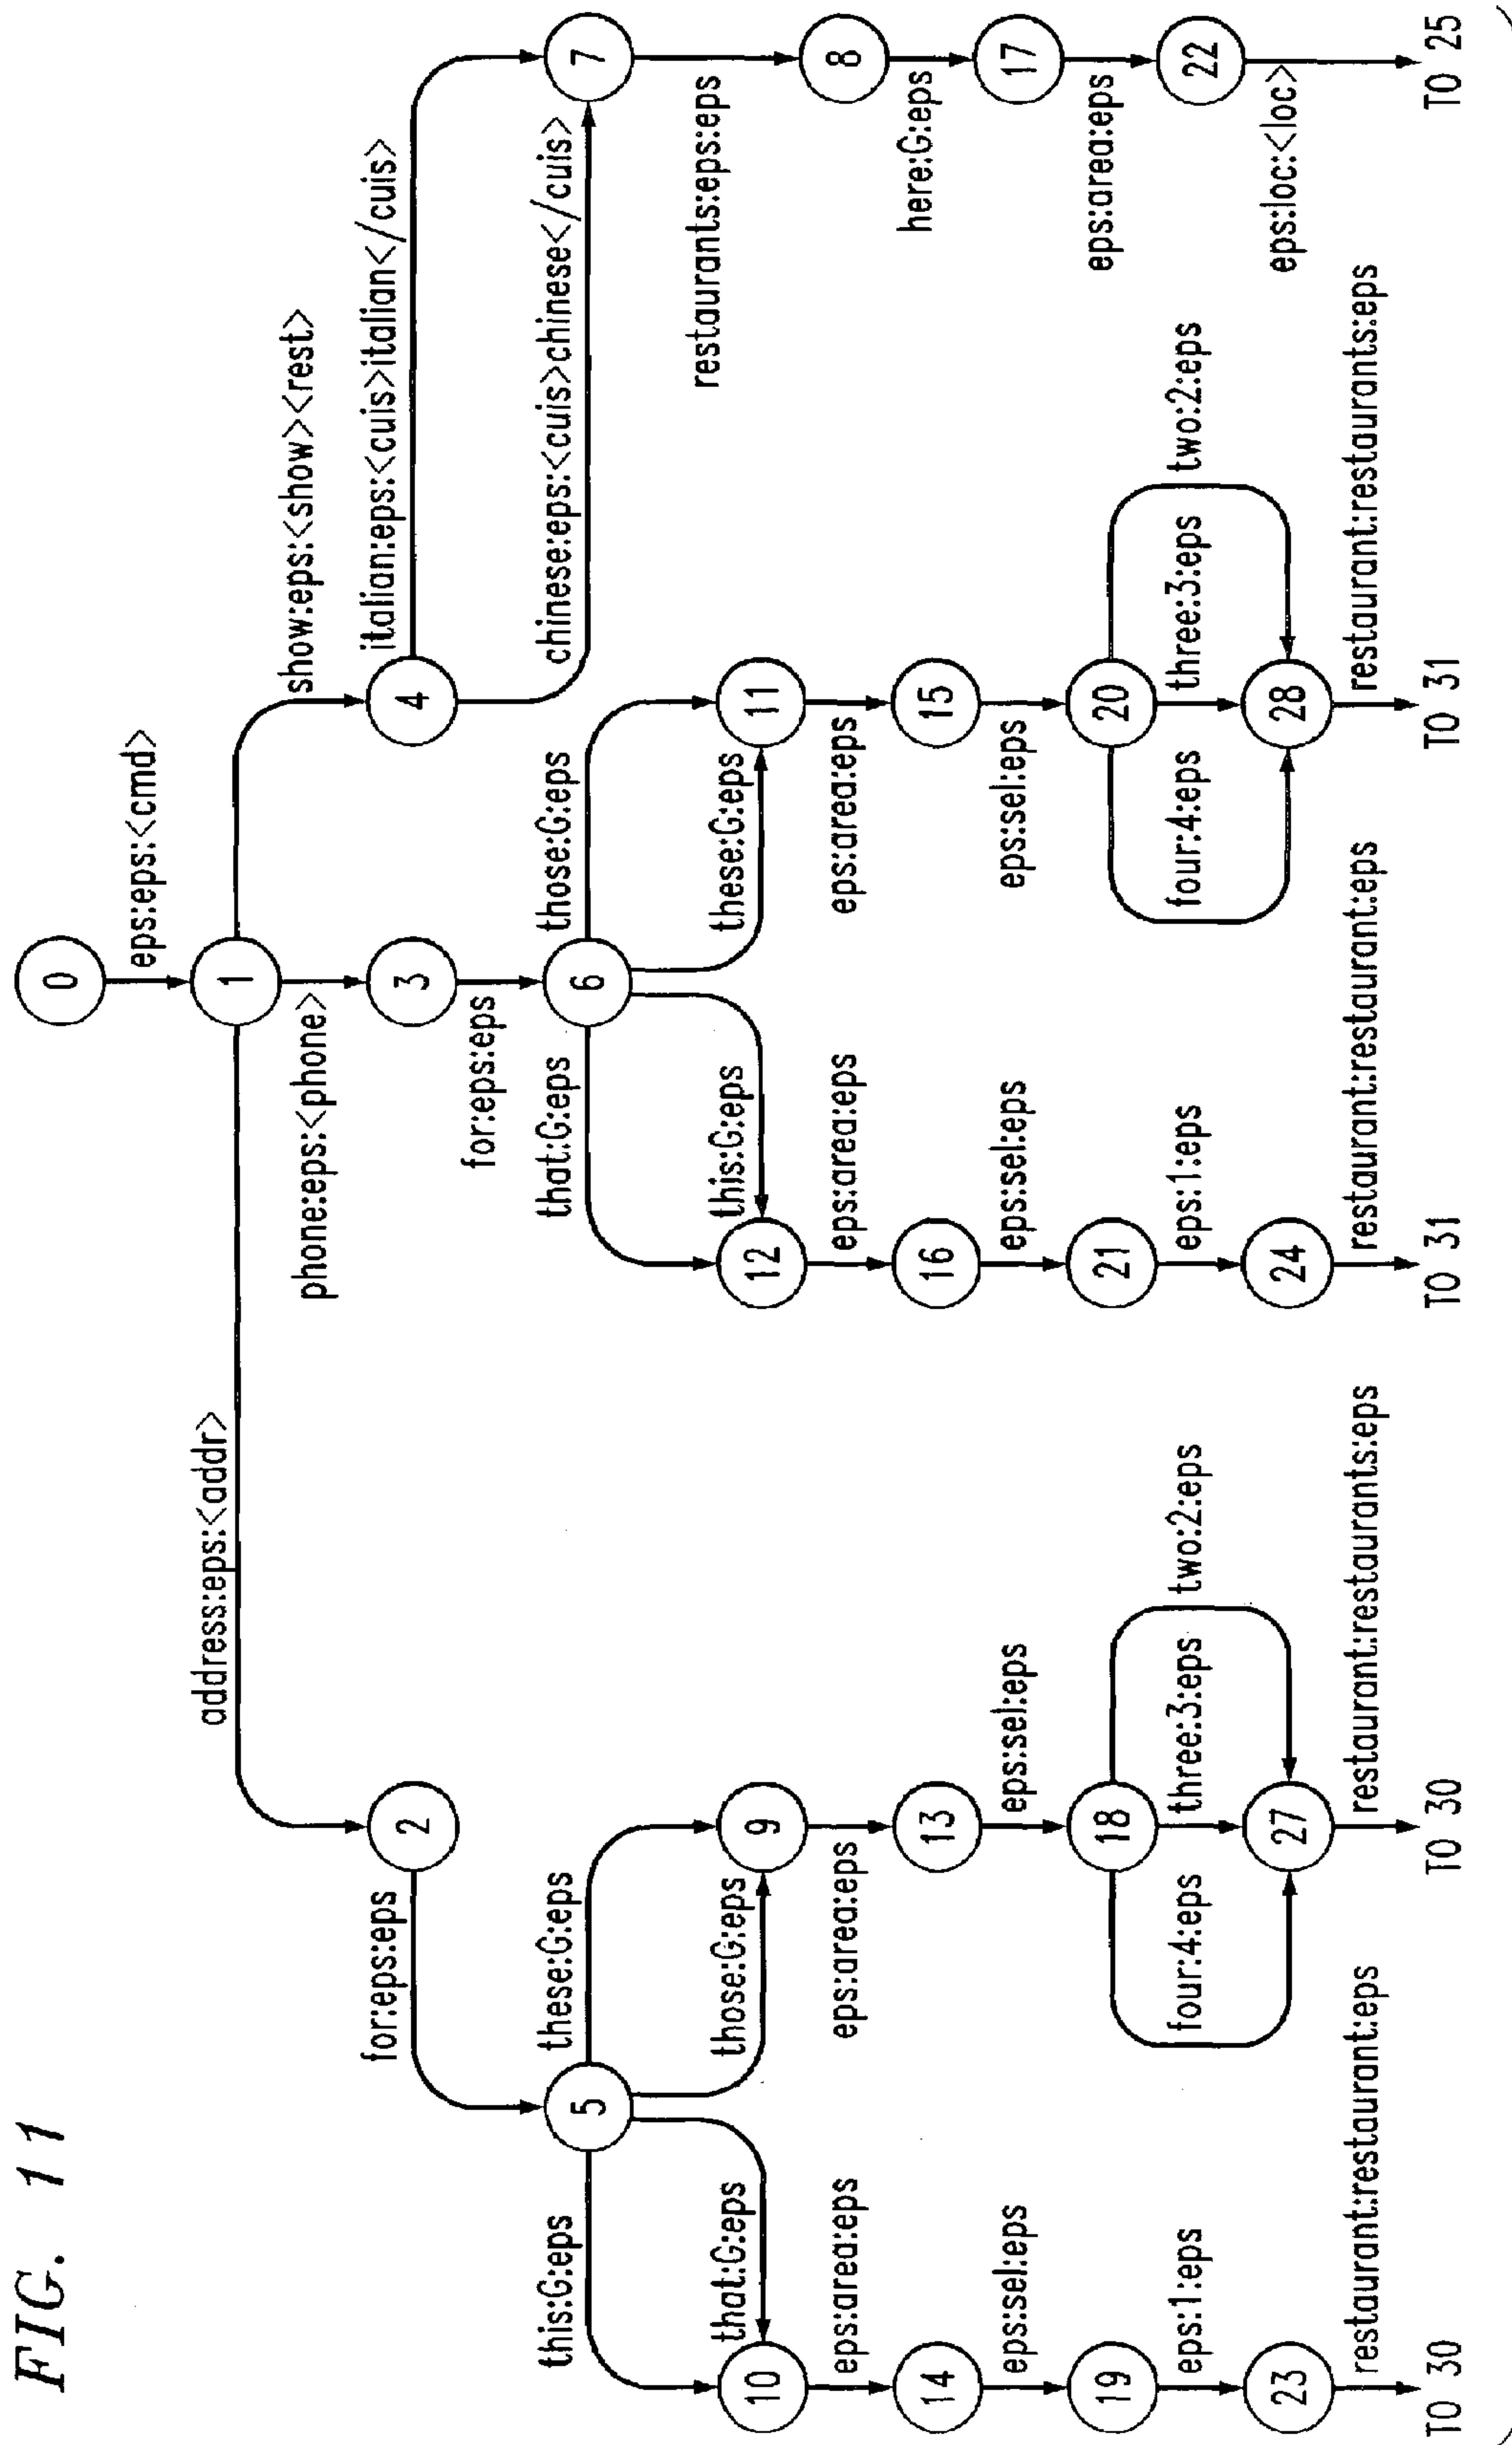 FIG. 11
0
eps:eps:<cmd>
1
address:eps:<addr>
phone:eps:<phone>
show:eps:<show><rest>
2
3
4
for:eps:eps
for:eps:eps
italian:eps:<cuis>italian</cuis>
chinese:eps:<cuis>chinese</cuis>
5
6
7
this:G:eps
these:G:eps
that:G:eps
those:G:eps
that:G:eps
those:G:eps
this:G:eps
these:G:eps
restaurants:eps:eps
10
9
12
11
8
eps:area:eps
eps:area:eps
eps:area:eps
eps:area:eps
here:G:eps
14
13
16
15
17
eps:sel:eps
eps:sel:eps
eps:sel:eps
eps:sel:eps
eps:area:eps
19
18
21
20
22
eps:1:eps
four:4:eps
three:3:eps
two:2:eps
eps:1:eps
four:4:eps
three:3:eps
two:2:eps
eps:loc:<loc>
23
27
24
28
restaurant:restaurant:eps
restaurant:restaurants:eps
restaurant:restaurant:eps
restaurant:restaurants:eps
TO 30
TO 30
TO 31
TO 31
TO 25